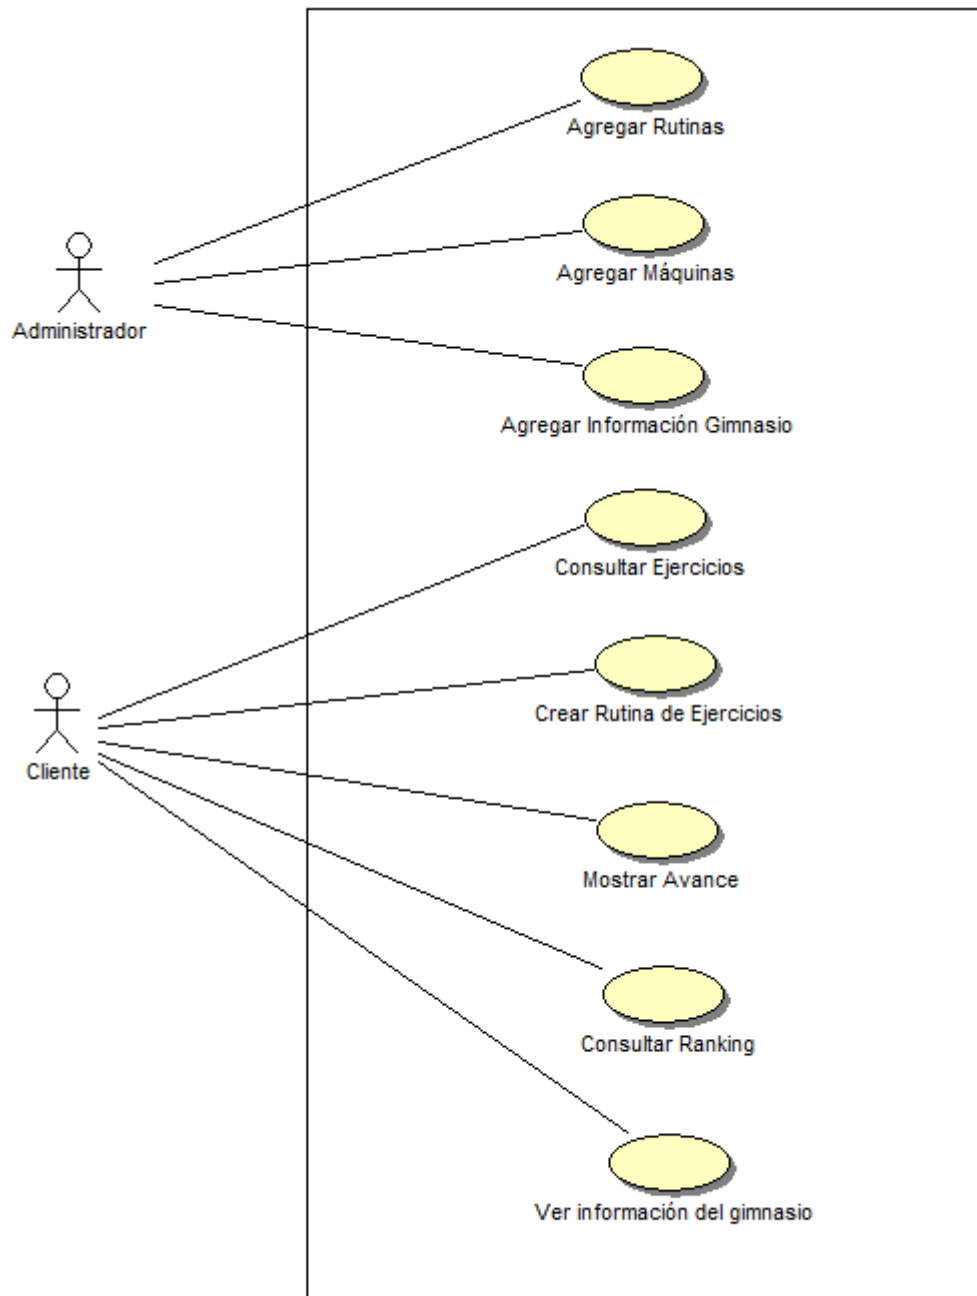 Agregar Rutinas
Agregar Máquinas
Administrador
Agregar Información Gimnasio
Consultar Ejercicios
Crear Rutina de Ejercicios
Cliente
Mostrar Avance
Consultar Ranking
Ver información del gimnasio